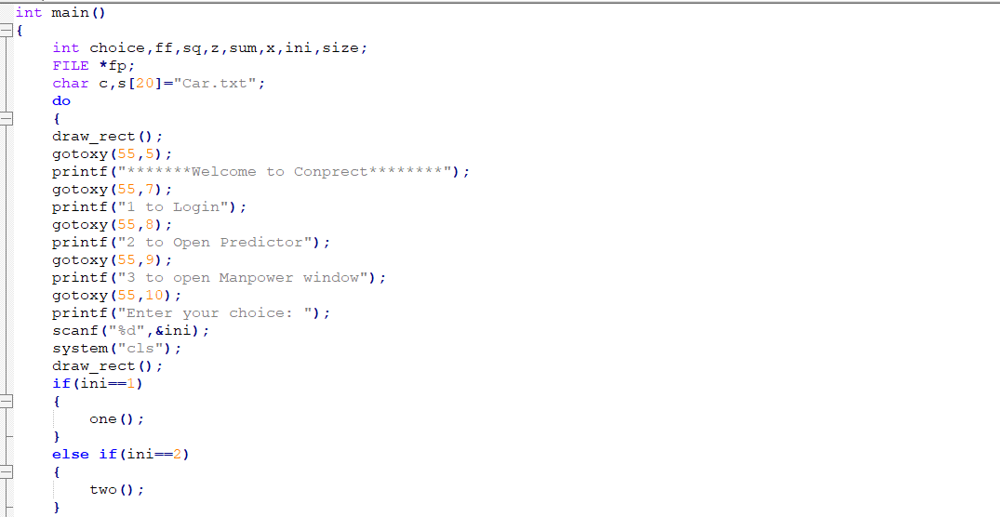 int main()
{
int choice,ff,sq,z,sum,x,ini,size;
FILE *fp;
char c,s[20]="Car.txt";
do
{
draw_rect();
gotoxy(55,5);
printf("*******Welcome to Conprect********");
gotoxy(55,7);
printf("1 to Login");
gotoxy(55,8);
printf("2 to Open Predictor");
gotoxy(55,9);
printf("3 to open Manpower window");
gotoxy(55,10);
printf("Enter your choice: ");
scanf("%d",&ini);
system("cls");
draw_rect();
if(ini==1)
{
one();
}
else if(ini==2)
{
two();
}